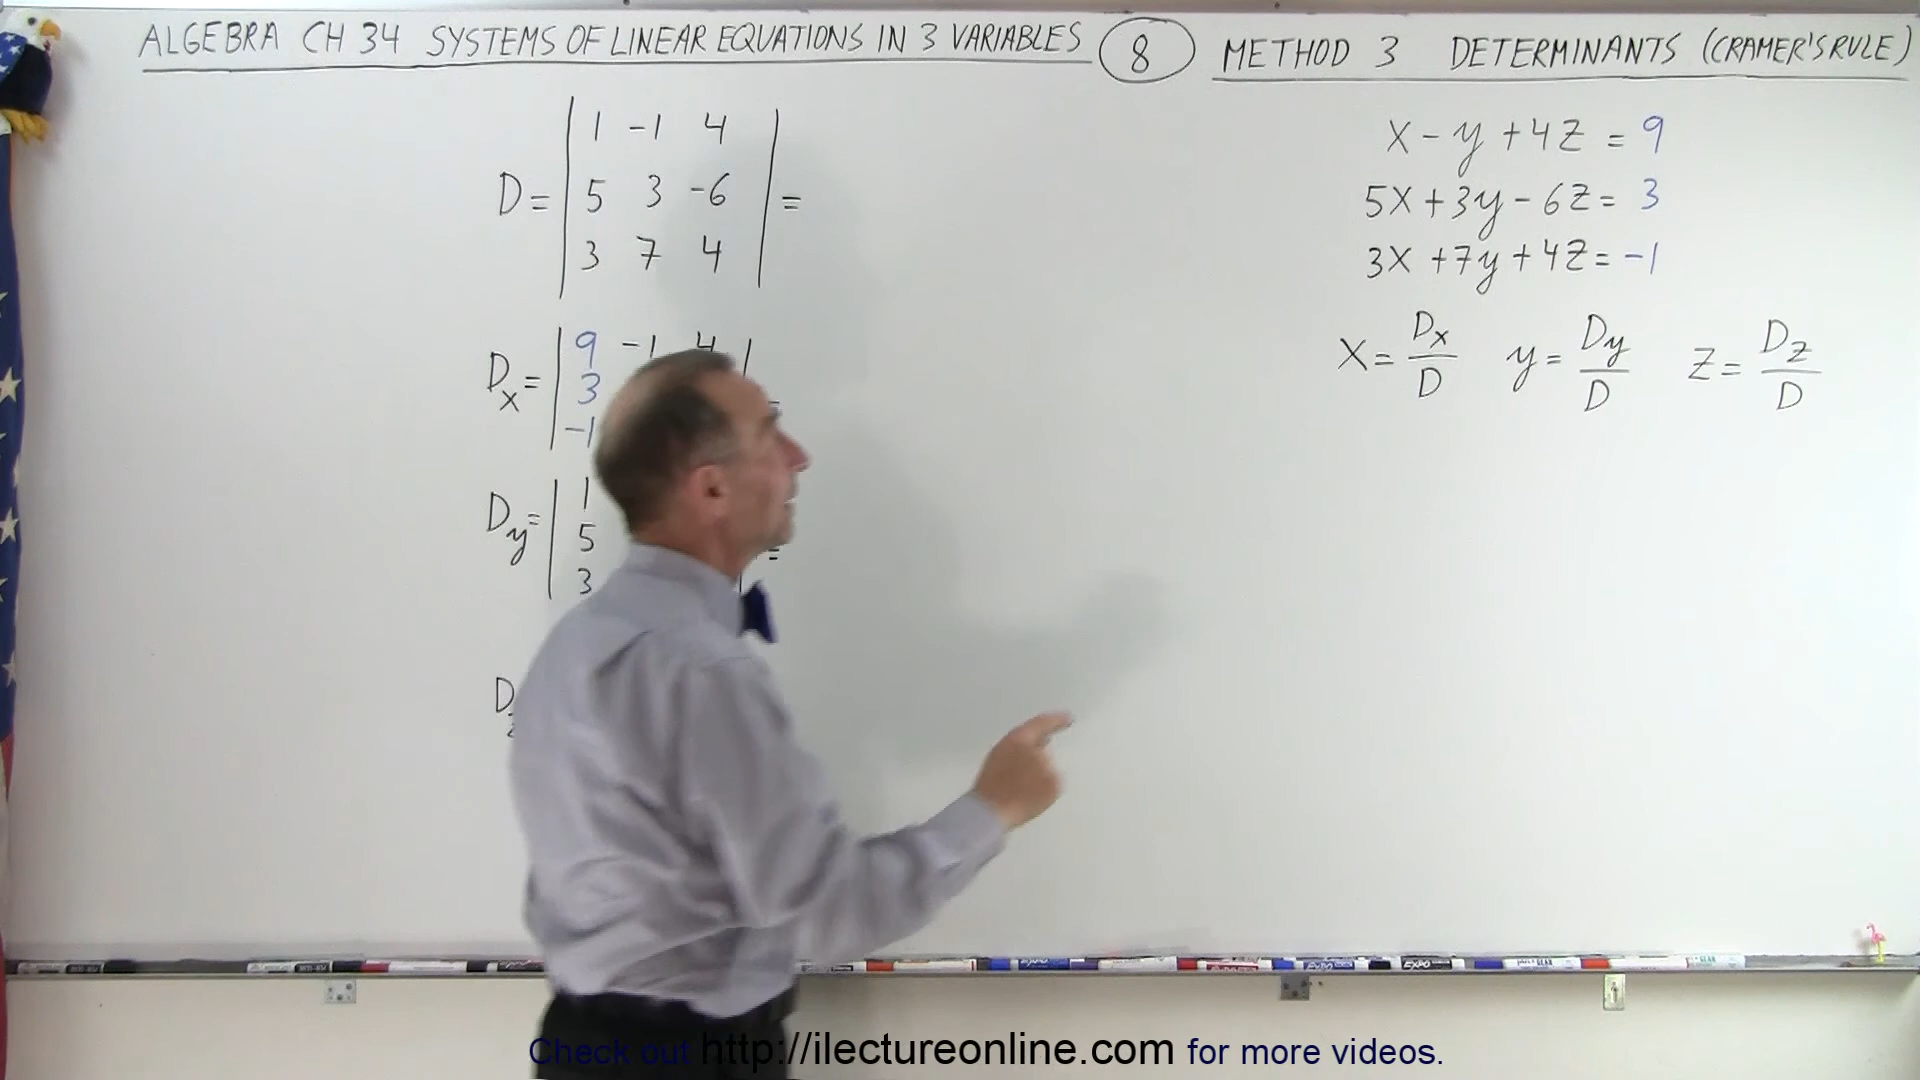 ALGEBRA CH 34 SYSTEMS OF LINEAR EQUATIONS IN 3 VARIABLES 8 METHOD 3 DETERMINANTS (CRAMER'S RULE)
1 -1 4
D = 5 3 -6 =
3 7 4
9 -1 4
Dx = 3
-1
1
Dy = 5 =
3
D
x - y + 4z = 9
5x + 3y - 6z = 3
3x + 7y + 4z = -1
x = Dx/D y = Dy/D z = Dz/D
EXPO
Check out http://ilectureonline.com for more videos.